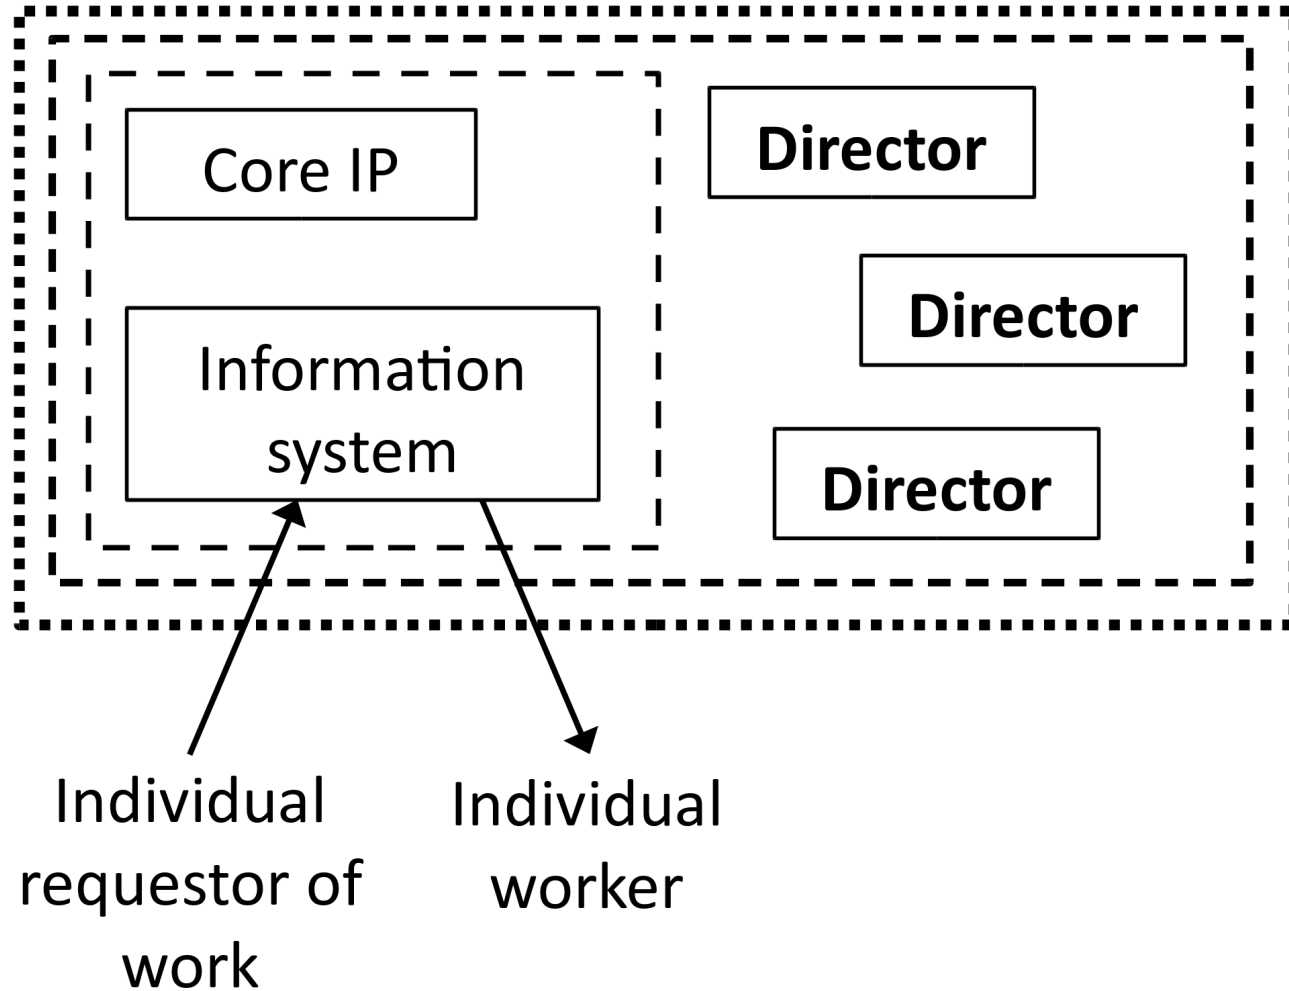 Core IP
Director
Director
Information
system
Director
Individual
requestor of
work
Individual
worker